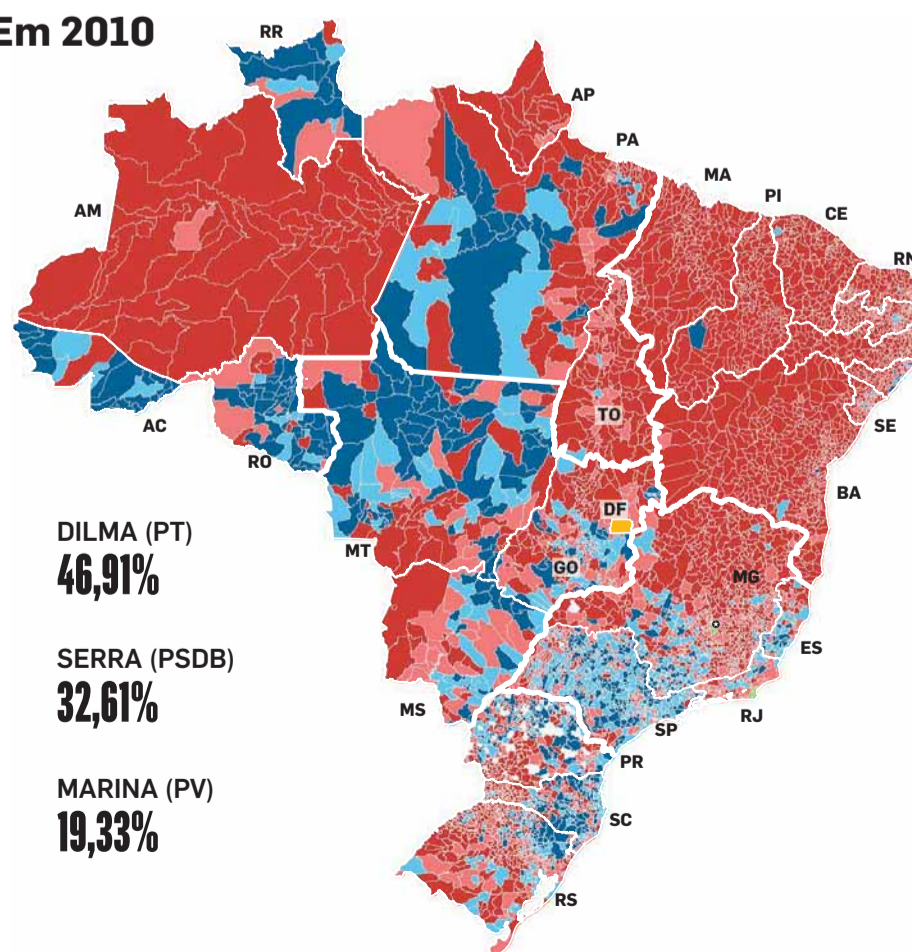 Em 2010
RR
AP
PA
MA
PI
CE
RN
AM
AC
RO
TO
SE
BA
DF
MT
GO
MG
ES
MS
SP
RJ
PR
SC
RS
DILMA (PT)
46,91%
SERRA (PSDB)
32,61%
MARINA (PV)
19,33%